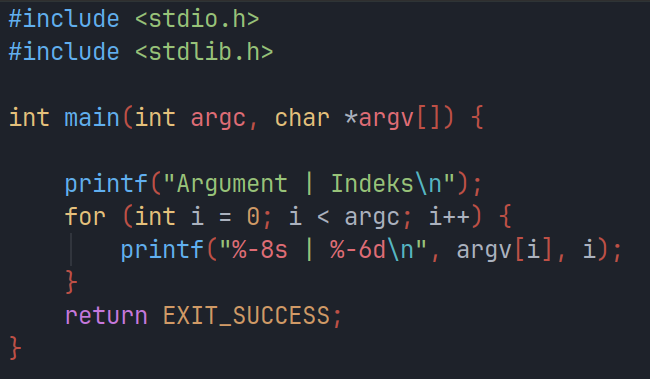 #include <stdio.h>
#include <stdlib.h>
int main(int argc, char *argv[]) {
printf("Argument | Indeks\n");
for (int i = 0; i < argc; i++) {
printf("%-8s | %-6d\n", argv[i], i);
}
return EXIT_SUCCESS;
}